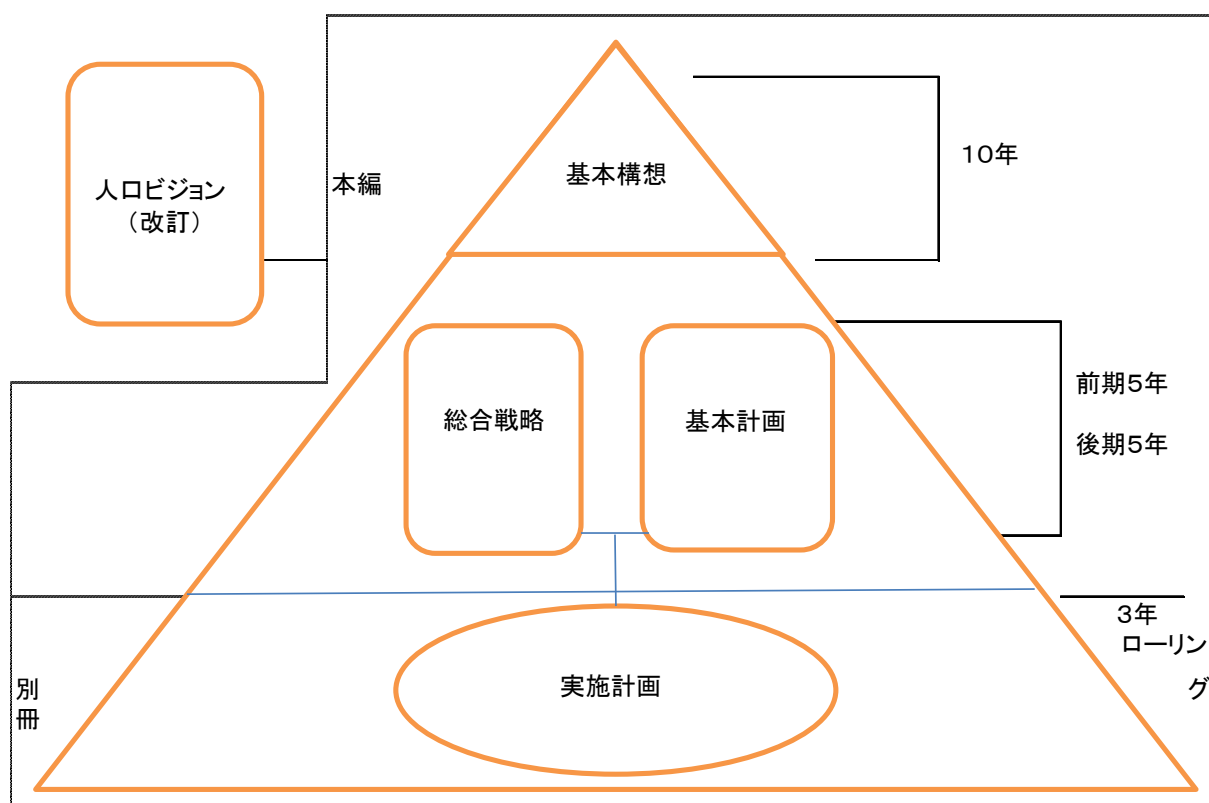 人口ビジョン
（改訂）
本編
基本構想
１０年
総合戦略
基本計画
前期５年
後期５年
３年
ローリン
グ
実施計画
別
冊